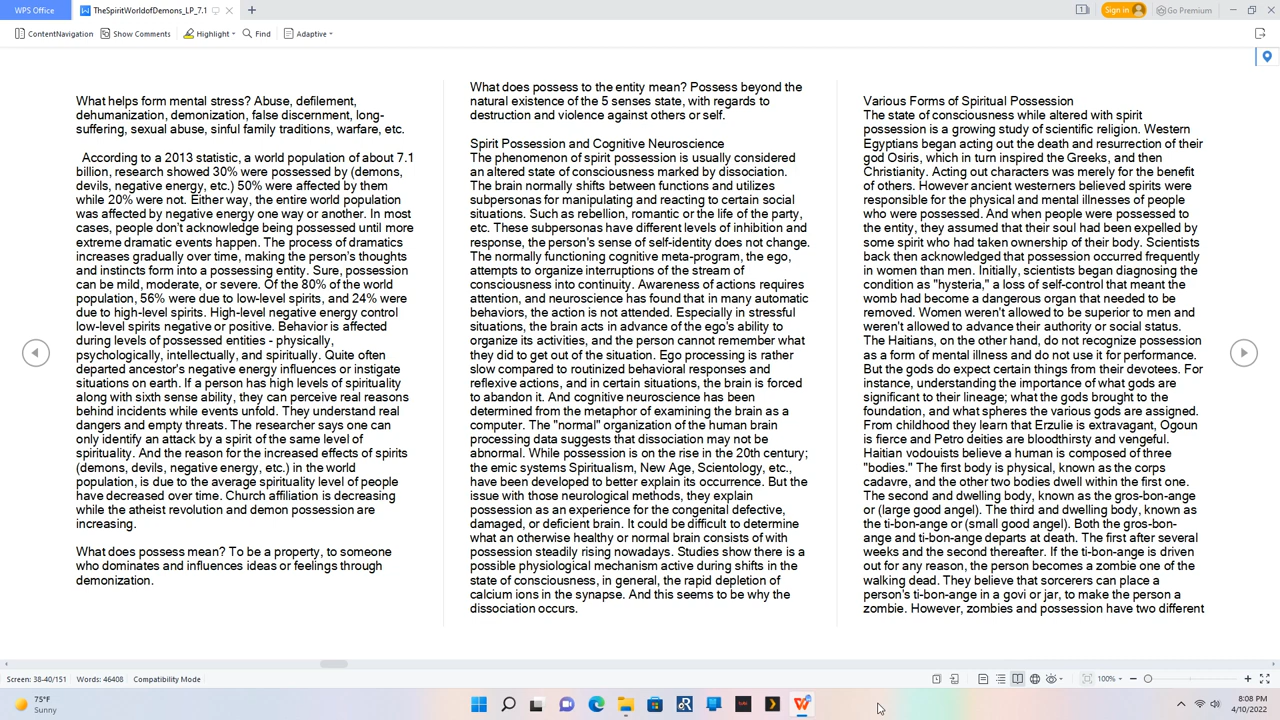 WPS Office
TheSpiritWorldofDemons_LP_7.1
Sign in
Go Premium
ContentNavigation
Show Comments
Highlight
Find
Adaptive
What helps form mental stress? Abuse, defilement,
dehumanization, demonization, false discernment, long-
suffering, sexual abuse, sinful family traditions, warfare, etc.
According to a 2013 statistic, a world population of about 7.1
billion, research showed 30% were possessed by (demons,
devils, negative energy, etc.) 50% were affected by them
while 20% were not. Either way, the entire world population
was affected by negative energy one way or another. In most
cases, people don't acknowledge being possessed until more
extreme dramatic events happen. The process of dramatics
increases gradually over time, making the person's thoughts
and instincts form into a possessing entity. Sure, possession
can be mild, moderate, or severe. Of the 80% of the world
population, 56% were due to low-level spirits, and 24% were
due to high-level spirits. High-level negative energy control
low-level spirits negative or positive. Behavior is affected
during levels of possessed entities - physically,
psychologically, intellectually, and spiritually. Quite often
departed ancestor's negative energy influences or instigate
situations on earth. If a person has high levels of spirituality
along with sixth sense ability, they can perceive real reasons
behind incidents while events unfold. They understand real
dangers and empty threats. The researcher says one can
only identify an attack by a spirit of the same level of
spirituality. And the reason for the increased effects of spirits
(demons, devils, negative energy, etc.) in the world
population, is due to the average spirituality level of people
have decreased over time. Church affiliation is decreasing
while the atheist revolution and demon possession are
increasing.
What does possess mean? To be a property, to someone
who dominates and influences ideas or feelings through
demonization.
What does possess to the entity mean? Possess beyond the
natural existence of the 5 senses state, with regards to
destruction and violence against others or self.
Spirit Possession and Cognitive Neuroscience
The phenomenon of spirit possession is usually considered
an altered state of consciousness marked by dissociation.
The brain normally shifts between functions and utilizes
subpersonas for manipulating and reacting to certain social
situations. Such as rebellion, romantic or the life of the party,
etc. These subpersonas have different levels of inhibition and
response, the person's sense of self-identity does not change.
The normally functioning cognitive meta-program, the ego,
attempts to organize interruptions of the stream of
consciousness into continuity. Awareness of actions requires
attention, and neuroscience has found that in many automatic
behaviors, the action is not attended. Especially in stressful
situations, the brain acts in advance of the ego's ability to
organize its activities, and the person cannot remember what
they did to get out of the situation. Ego processing is rather
slow compared to routinized behavioral responses and
reflexive actions, and in certain situations, the brain is forced
to abandon it. And cognitive neuroscience has been
determined from the metaphor of examining the brain as a
computer. The "normal" organization of the human brain
processing data suggests that dissociation may not be
abnormal. While possession is on the rise in the 20th century;
the emic systems Spiritualism, New Age, Scientology, etc.,
have been developed to better explain its occurrence. But the
issue with those neurological methods, they explain
possession as an experience for the congenital defective,
damaged, or deficient brain. It could be difficult to determine
what an otherwise healthy or normal brain consists of with
possession steadily rising nowadays. Studies show there is a
possible physiological mechanism active during shifts in the
state of consciousness, in general, the rapid depletion of
calcium ions in the synapse. And this seems to be why the
dissociation occurs.
Various Forms of Spiritual Possession
The state of consciousness while altered with spirit
possession is a growing study of scientific religion. Western
Egyptians began acting out the death and resurrection of their
god Osiris, which in turn inspired the Greeks, and then
Christianity. Acting out characters was merely for the benefit
of others. However ancient westerners believed spirits were
responsible for the physical and mental illnesses of people
who were possessed. And when people were possessed to
the entity, they assumed that their soul had been expelled by
some spirit who had taken ownership of their body. Scientists
back then acknowledged that possession occurred frequently
in women than men. Initially, scientists began diagnosing the
condition as "hysteria," a loss of self-control that meant the
womb had become a dangerous organ that needed to be
removed. Women weren't allowed to be superior to men and
weren't allowed to advance their authority or social status.
The Haitians, on the other hand, do not recognize possession
as a form of mental illness and do not use it for performance.
But the gods do expect certain things from their devotees. For
instance, understanding the importance of what gods are
significant to their lineage; what the gods brought to the
foundation, and what spheres the various gods are assigned.
From childhood they learn that Erzulie is extravagant, Ogoun
is fierce and Petro deities are bloodthirsty and vengeful.
Haitian vodouists believe a human is composed of three
"bodies." The first body is physical, known as the corps
cadavre, and the other two bodies dwell within the first one.
The second and dwelling body, known as the gros-bon-ange
or (large good angel). The third and dwelling body, known as
the ti-bon-ange or (small good angel). Both the gros-bon-
ange and ti-bon-ange departs at death. The first after several
weeks and the second thereafter. If the ti-bon-ange is driven
out for any reason, the person becomes a zombie one of the
walking dead. They believe that sorcerers can place a
person's ti-bon-ange in a govi or jar, to make the person a
zombie. However, zombies and possession have two different
Screen: 38-40/151
Words: 46408
Compatibility Mode
100%
75°F
Sunny
8:08 PM
4/10/2022